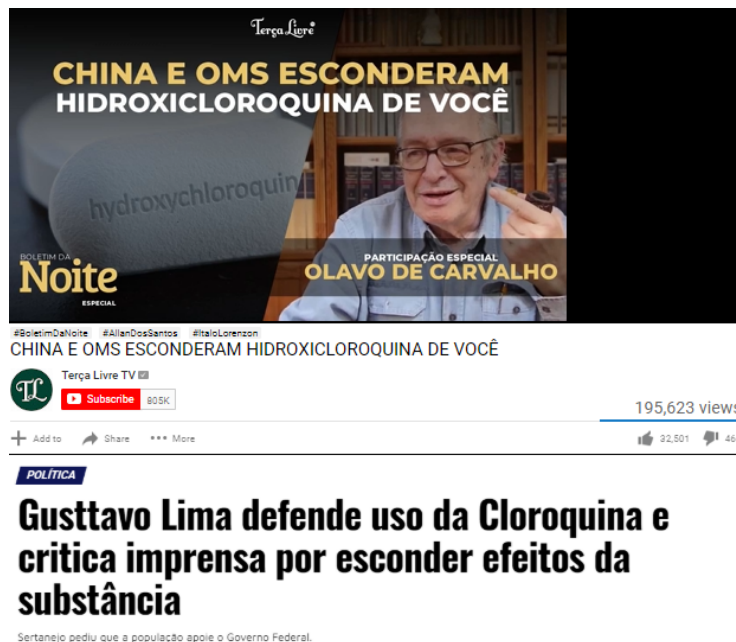 Terça Livre
CHINA E OMS ESCONDERAM
HIDROXICLOROQUINA DE VOCÊ
hydroxychloroquin
BOLETIM DA
Noite
ESPECIAL
PARTICIPAÇÃO ESPECIAL
OLAVO DE CARVALHO
#BoletimDaNoite #AllanDosSantos #ItaloLorenzon
CHINA E OMS ESCONDERAM HIDROXICLOROQUINA DE VOCÊ
TL
Terça Livre TV
Subscribe 805K
195,623 views
Add to Share More
32,501 46
POLÍTICA
Gusttavo Lima defende uso da Cloroquina e
critica imprensa por esconder efeitos da
substância
Sertanejo pediu que a população apoie o Governo Federal.